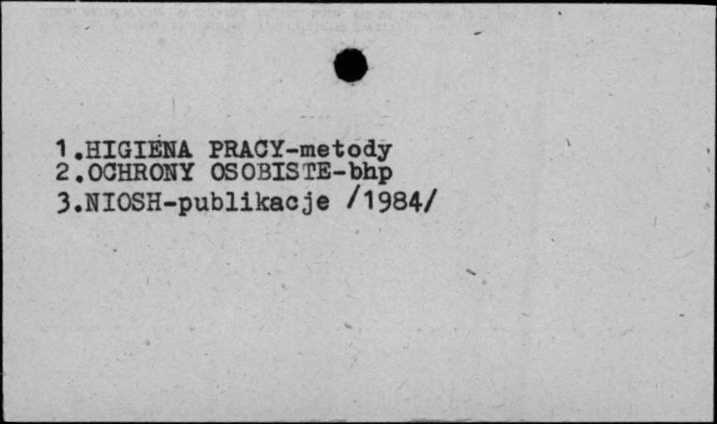 1.HIGIENA PRACY-metody
2.OCHRONY OSOBISTE-bhp
3.NIOSH-publikacje /1984/